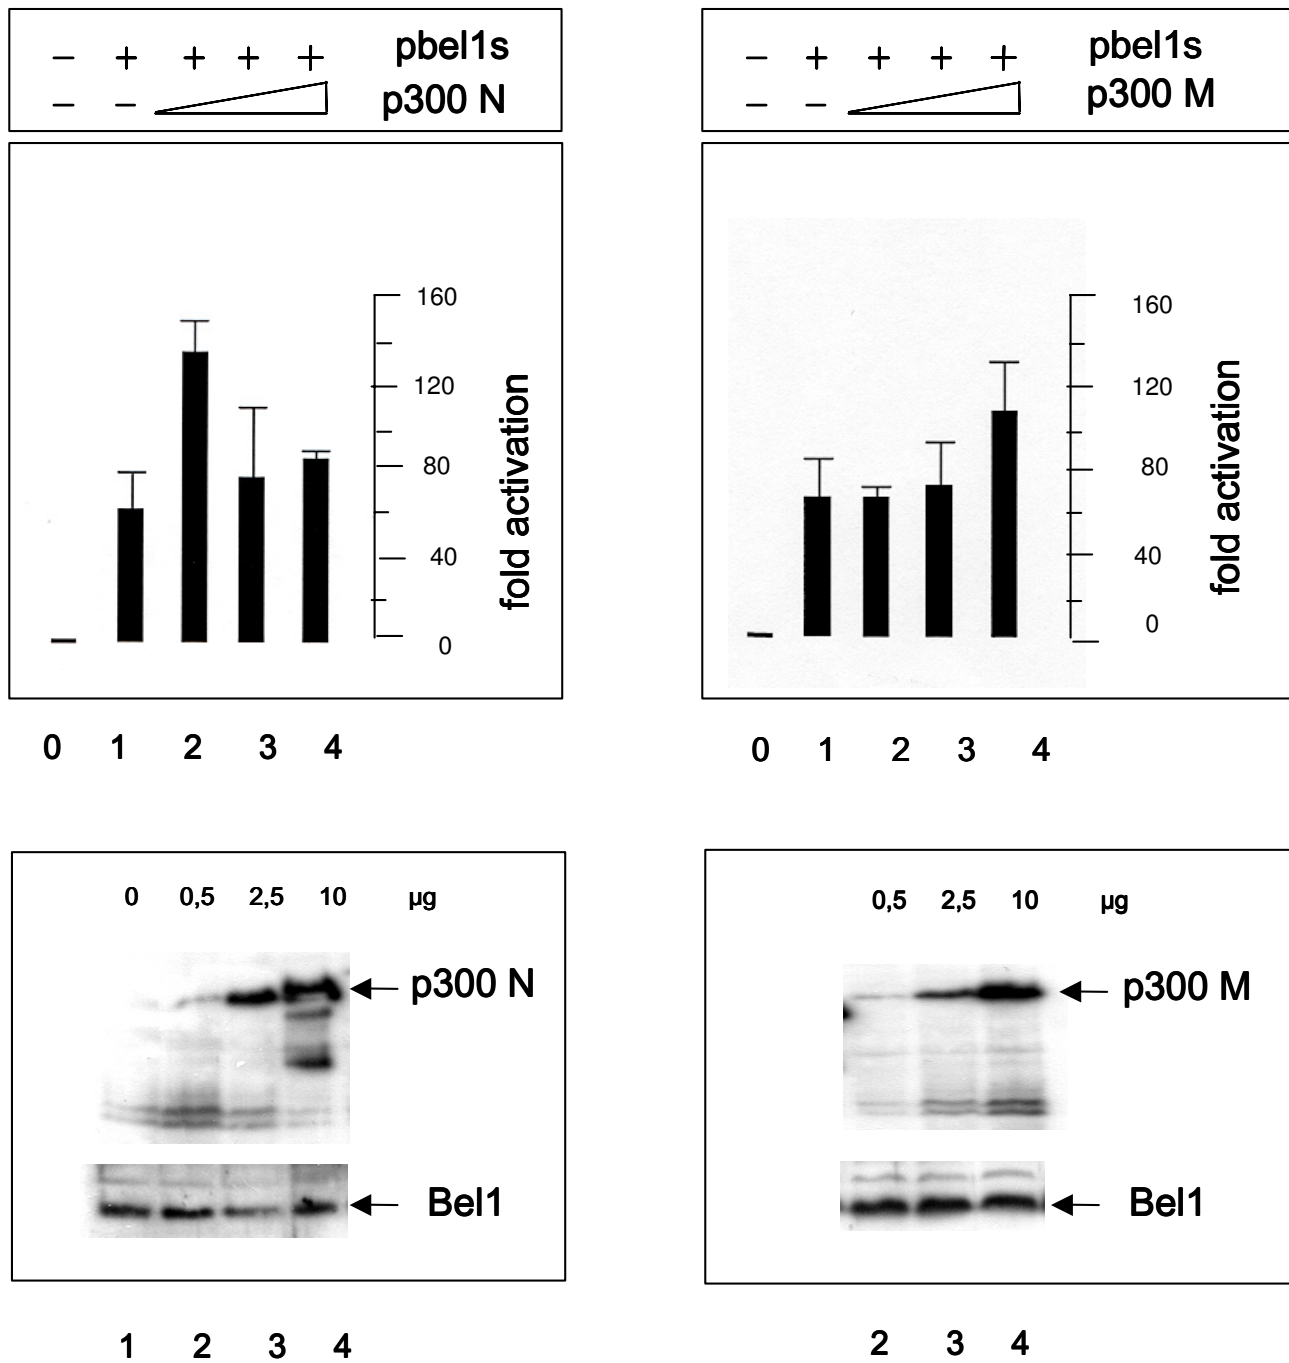 − + + + + pbel1s
− − p300 N
− + + + + pbel1s
− − p300 M
160
120
80
40
0
fold activation
0 1 2 3 4
160
120
80
40
0
fold activation
0 1 2 3 4
0 0,5 2,5 10 µg
p300 N
Bel1
1 2 3 4
0,5 2,5 10 µg
p300 M
Bel1
2 3 4